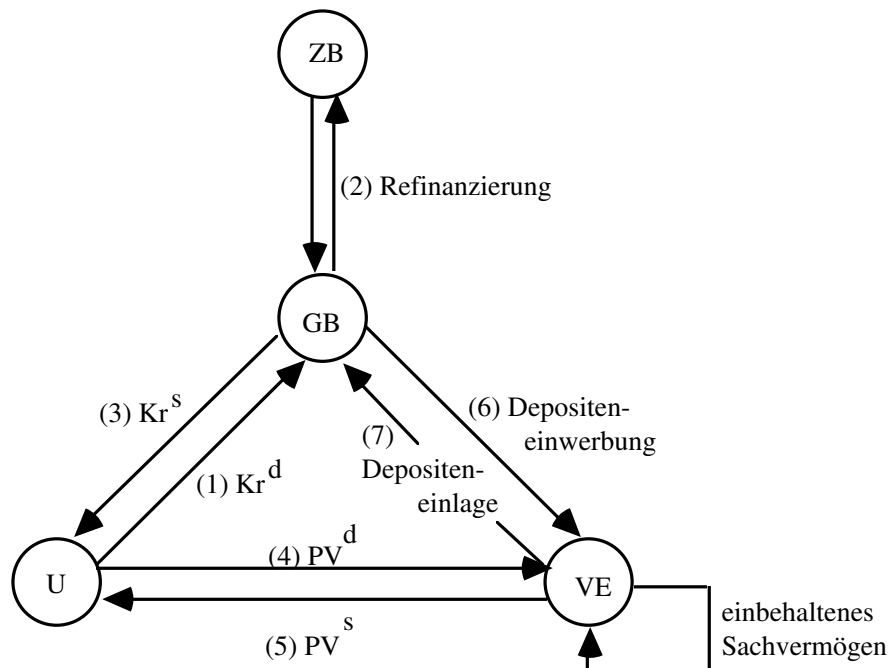 ZB
(2) Refinanzierung
GB
(3) Kr^s
(6) Depositen-
einwerbung
(7)
Depositen-
einlage
(1) Kr^d
(4) PV^d
U
VE
(5) PV^s
einbehaltenes
Sachvermögen